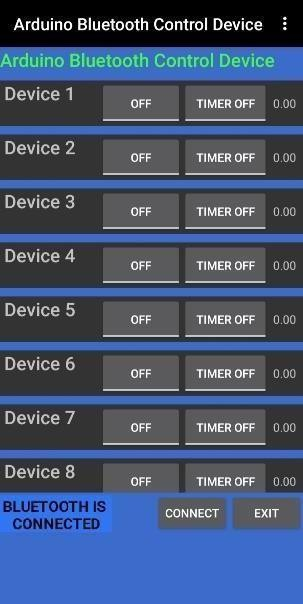 Arduino Bluetooth Control Device
Arduino Bluetooth Control Device
Device 1 OFF TIMER OFF 0.00
Device 2 OFF TIMER OFF 0.00
Device 3 OFF TIMER OFF 0.00
Device 4 OFF TIMER OFF 0.00
Device 5 OFF TIMER OFF 0.00
Device 6 OFF TIMER OFF 0.00
Device 7 OFF TIMER OFF 0.00
Device 8 OFF TIMER OFF 0.00
BLUETOOTH IS
CONNECTED
CONNECT EXIT